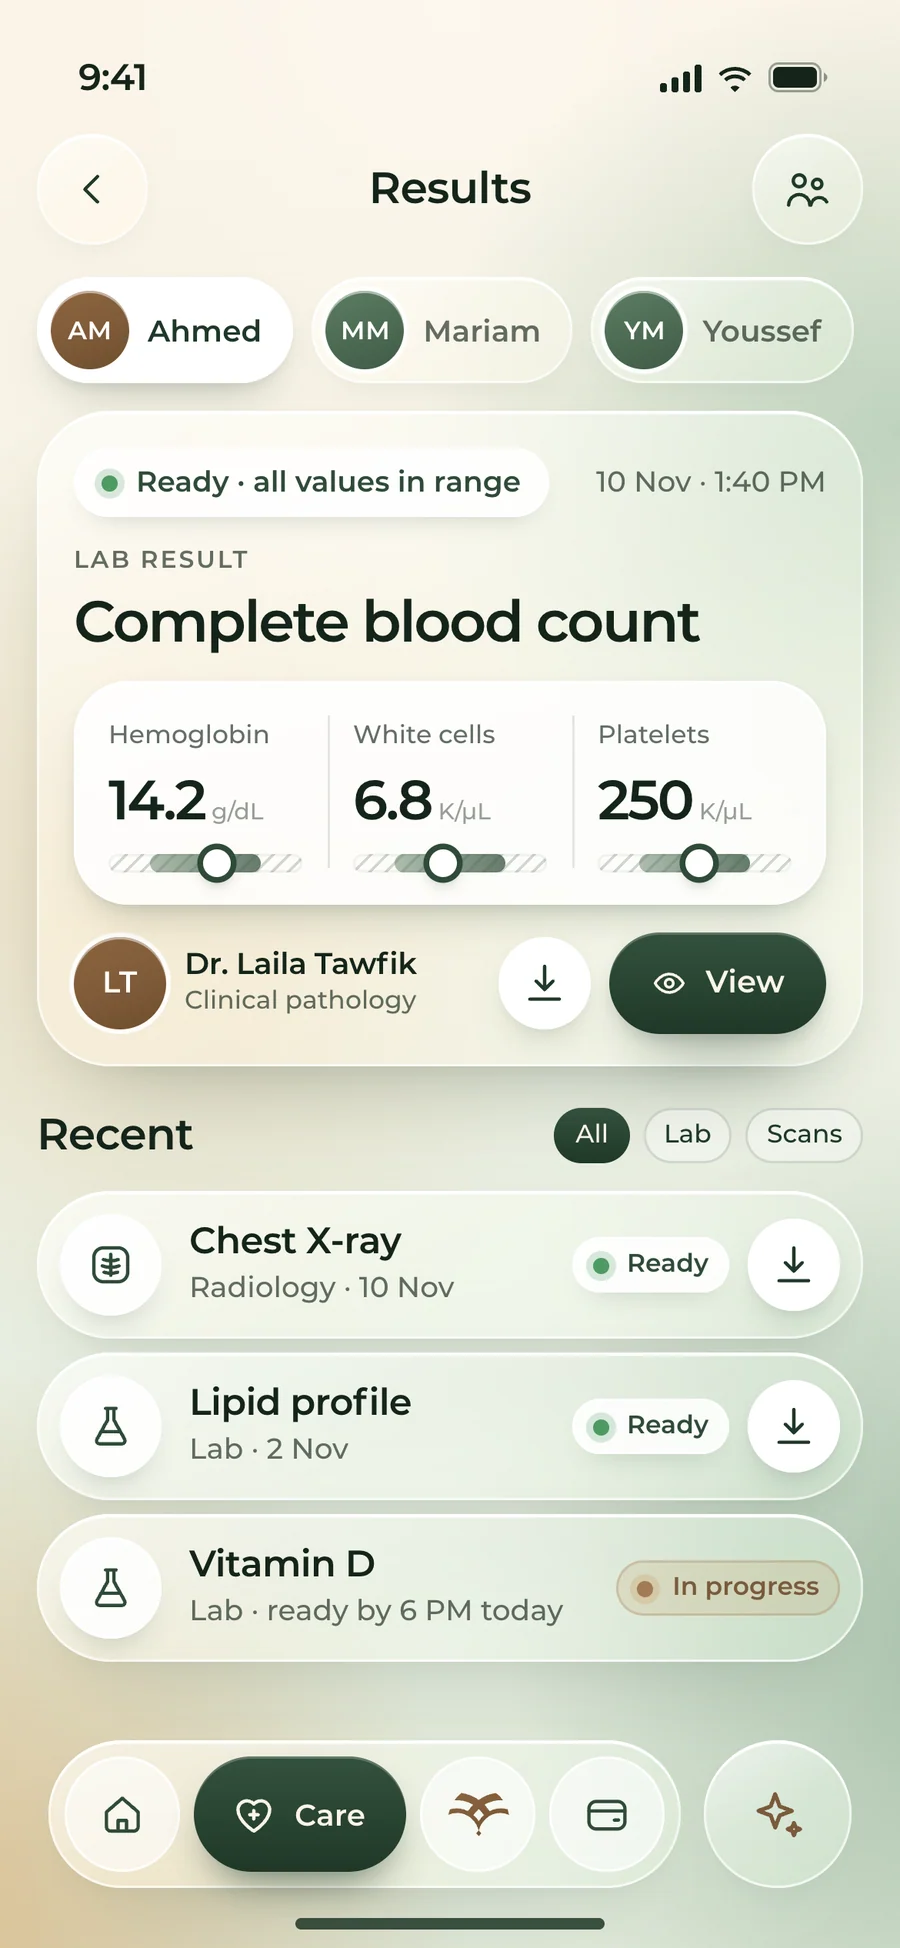 9:41
Results
AM Ahmed
MM Mariam
YM Youssef
Ready · all values in range
10 Nov · 1:40 PM
LAB RESULT
Complete blood count
Hemoglobin
14.2 g/dL
White cells
6.8 K/µL
Platelets
250 K/µL
LT
Dr. Laila Tawfik
Clinical pathology
View
Recent
All
Lab
Scans
Chest X-ray
Radiology · 10 Nov
Ready
Lipid profile
Lab · 2 Nov
Ready
Vitamin D
Lab · ready by 6 PM today
In progress
Care